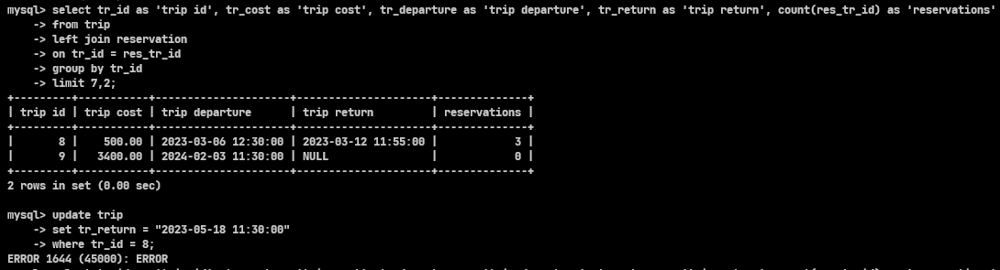 mysql> select tr_id as 'trip id', tr_cost as 'trip cost', tr_departure as 'trip departure', tr_return as 'trip return', count(res_tr_id) as 'reservations'
    -> from trip
    -> left join reservation
    -> on tr_id = res_tr_id
    -> group by tr_id
    -> limit 7,2;
+---------+-----------+---------------------+---------------------+--------------+
| trip id | trip cost | trip departure      | trip return         | reservations |
+---------+-----------+---------------------+---------------------+--------------+
|       8 |    500.00 | 2023-03-06 12:30:00 | 2023-03-12 11:55:00 |            3 |
|       9 |   3400.00 | 2024-02-03 11:30:00 | NULL                |            0 |
+---------+-----------+---------------------+---------------------+--------------+
2 rows in set (0.00 sec)
mysql> update trip
    -> set tr_return = "2023-05-18 11:30:00"
    -> where tr_id = 8;
ERROR 1644 (45000): ERROR